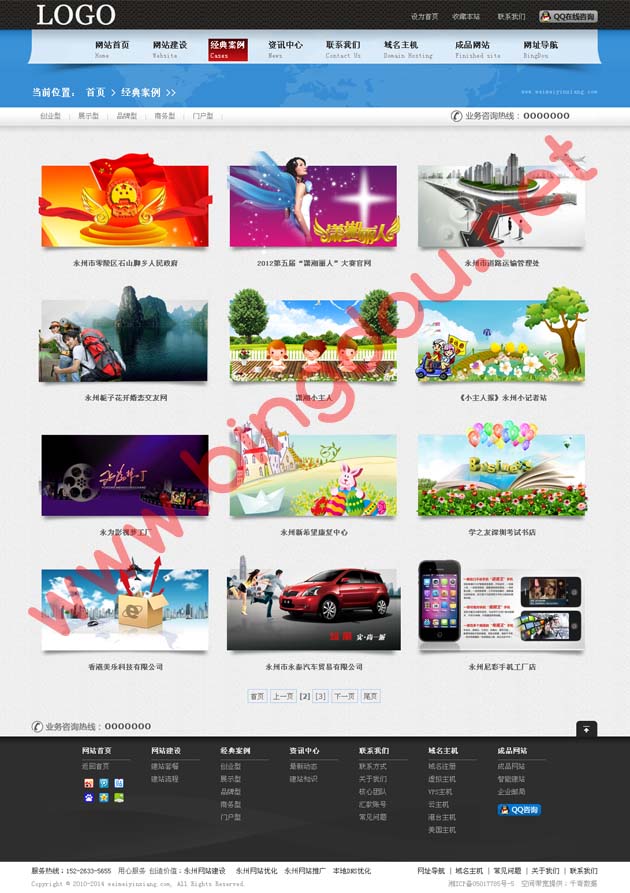 LOGO
设为首页 收藏本站 联系我们 QQ在线咨询
网站首页 网站建设 经典案例 资讯中心 联系我们 域名主机 成品网站 网址导航
Home Website Cases News Contact Us Domain Hosting Finished site BingDou
当前位置： 首页 > 经典案例 >>
www.vaimaiyinxiang.com
创业型 | 展示型 | 品牌型 | 商务型 | 门户型 |
业务咨询热线：0000000
潇湘丽人
永州市零陵区石山脚乡人民政府 2012第五届“潇湘丽人”大赛官网 永州市道路运输管理处
永州栀子花开婚恋交友网 潇湘小主人 《小主人报》永州小记者站
永为影视梦工厂 永州新希望康复中心 学之友深圳考试书店
香港美乐科技有限公司 永州市永泰汽车贸易有限公司 永州尼彩手机工厂店
www.bingdou.net
首页 上一页 [2] [3] 下一页 尾页
业务咨询热线：0000000
网站首页 网站建设 经典案例 资讯中心 联系我们 域名主机 成品网站
返回首页 建站套餐 创业型 最新动态 联系方式 域名注册 成品网站
建站流程 展示型 建站知识 关于我们 虚拟主机 智能建站
品牌型 核心团队 VPS主机 企业邮局
商务型 汇款账号 云主机
门户型 常见问题 港台主机
QQ咨询
美国主机
服务热线：152-2633-5655 用心服务 创造价值：永州网站建设 永州网站优化 永州网站推广 本地DNS优化
网址导航 | 域名主机 | 常见问题 | 关于我们 | 联系我们
Copyright © 2010-2014 vaimaiyinxiang.com, All Rights Reserved.
湘ICP备0501778号-5 空间带宽提供：千寄数据